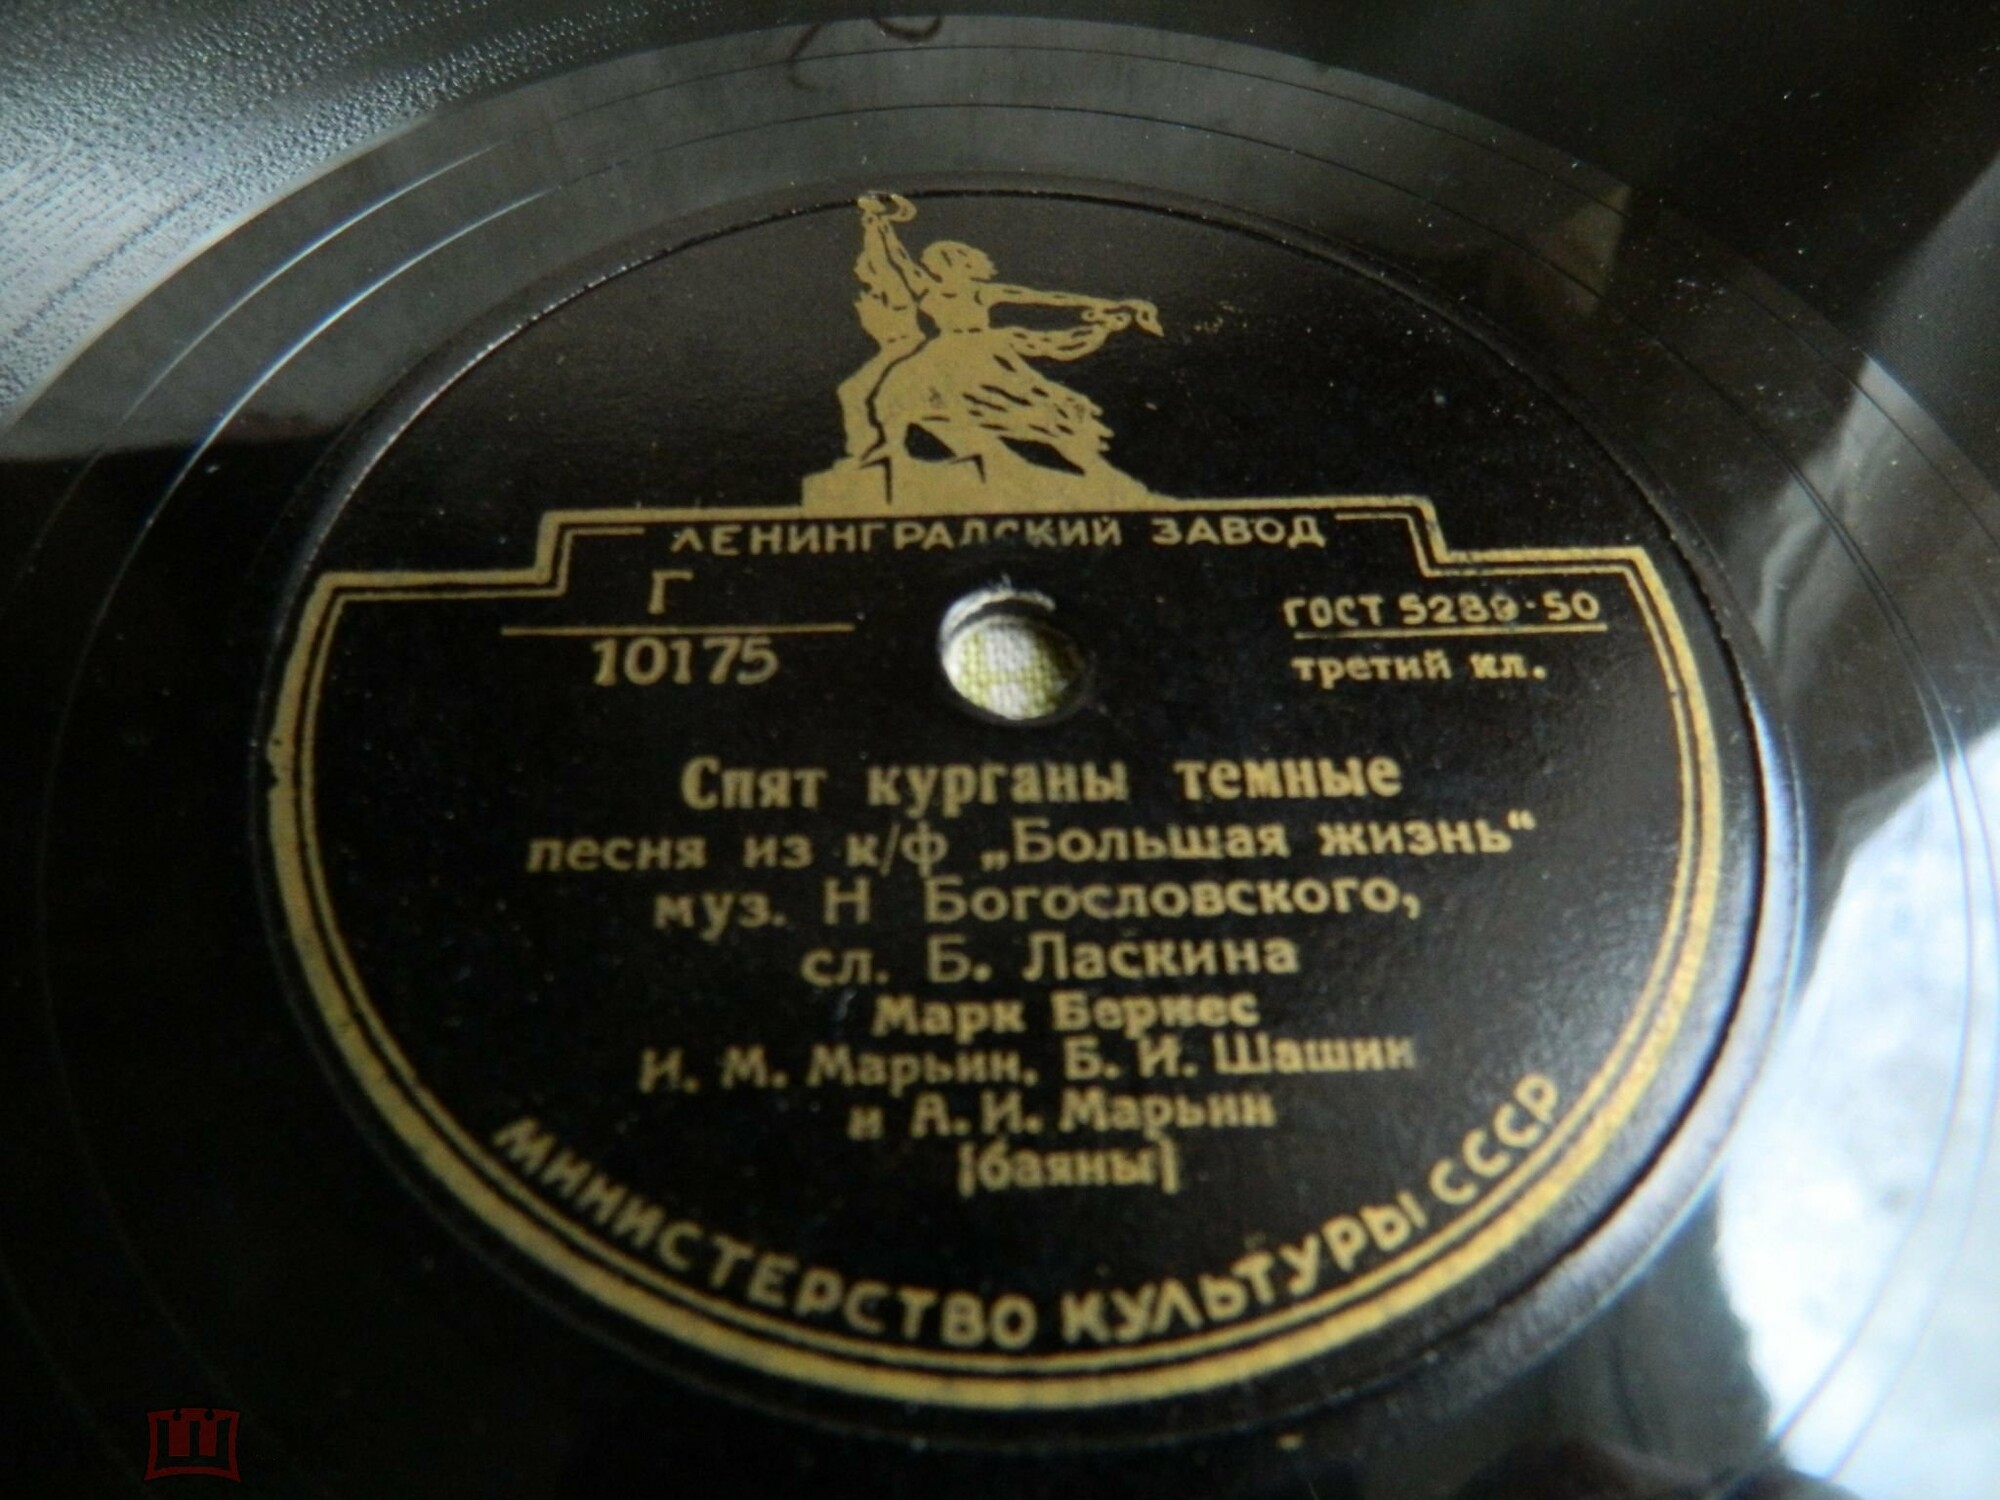 ЛЕНИНГРАДСКИЙ ЗАВОД
Г
10175
ГОСТ 5289-50
третий кл.
Спят курганы темные
песня из к/ф „Большая жизнь“
муз. Н Богословского,
сл. Б. Ласкина
Марк Бернес
И. М. Марьин, Б. И. Шашин
и А. И. Марьин
(баяны)
МИНИСТЕРСТВО КУЛЬТУРЫ СССР